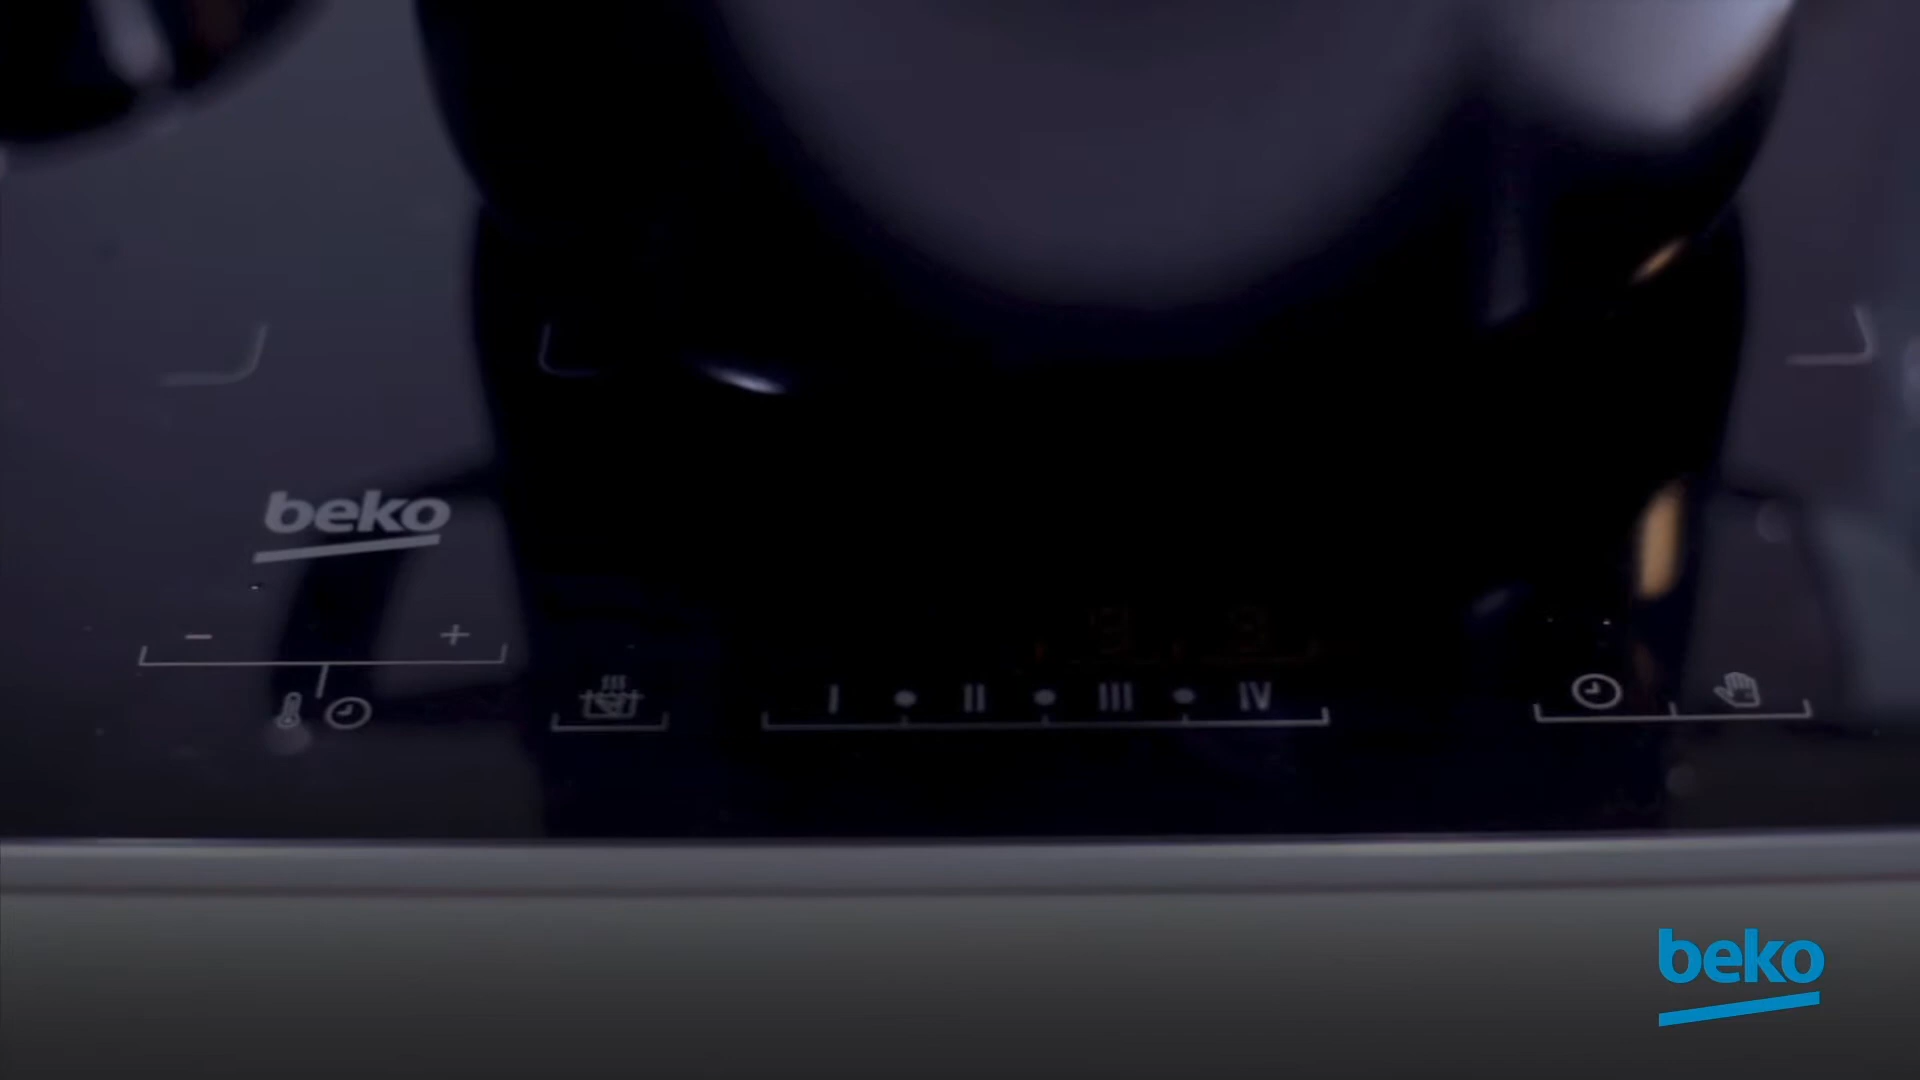 beko
− +
I • II • III • IV
beko